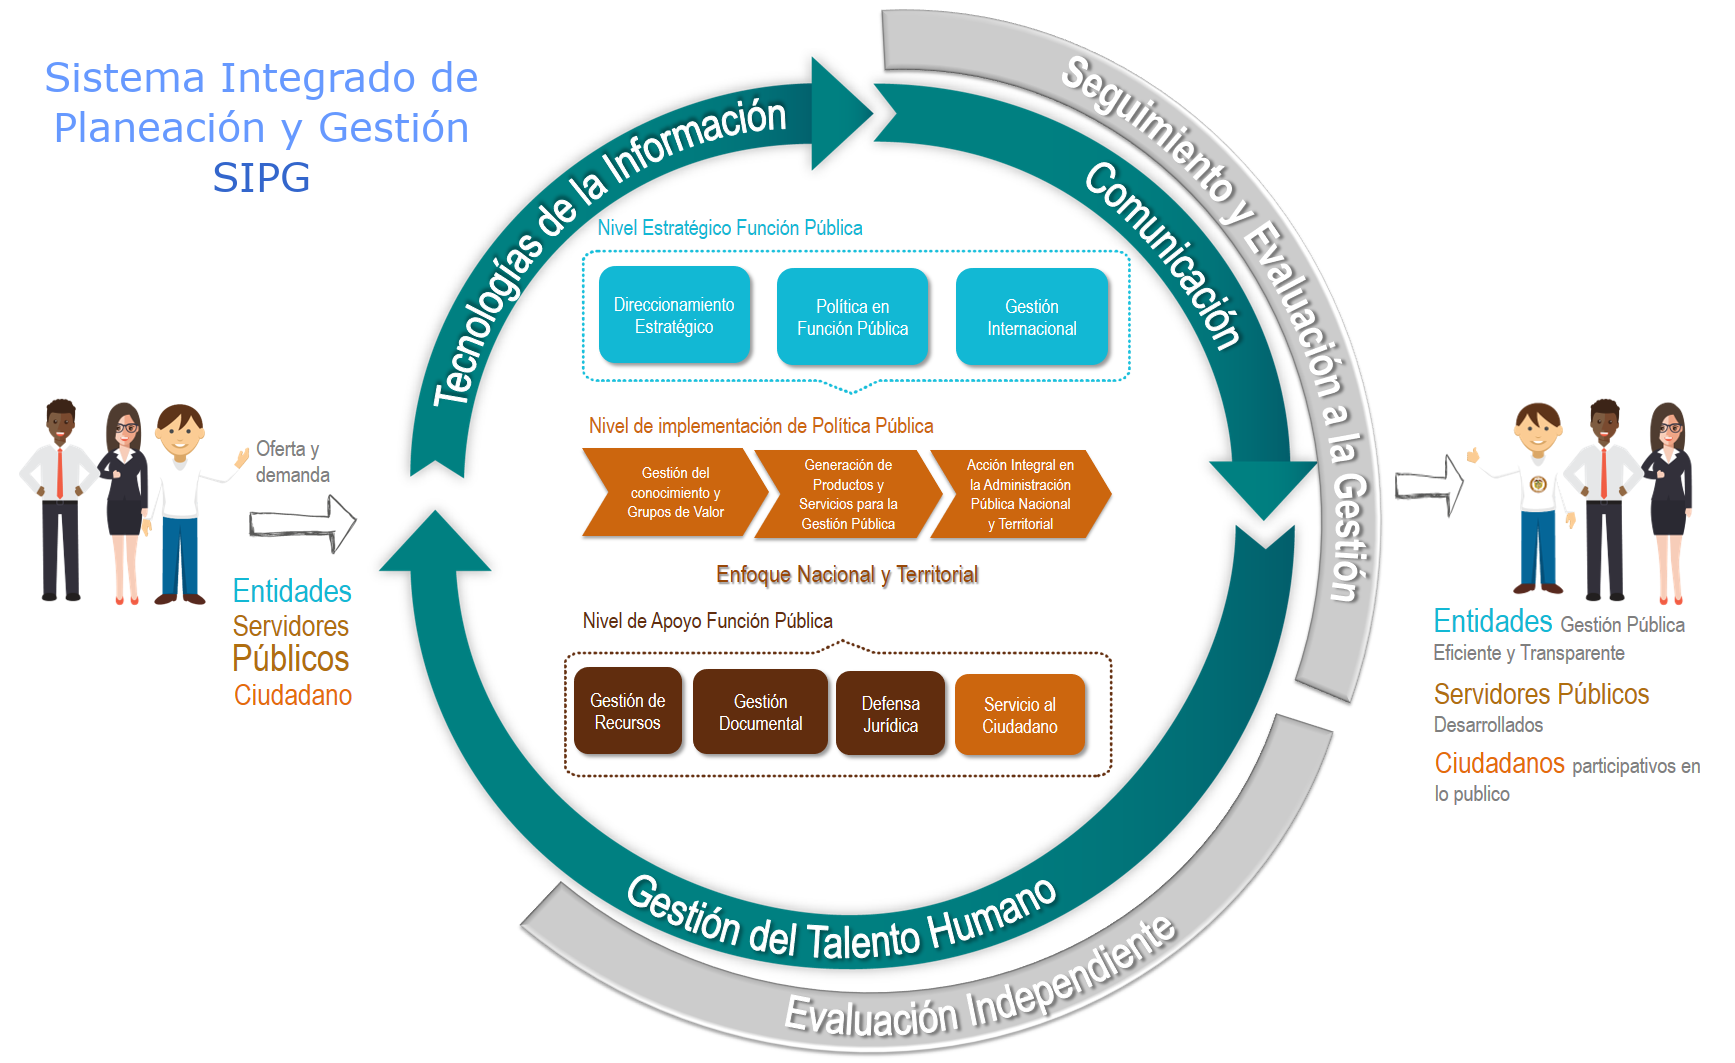 Sistema Integrado de
Planeación y Gestión
SIPG
Tecnologías de la Información
Comunicación
Seguimiento y Evaluación a la Gestión
Nivel Estratégico Función Pública
Direccionamiento
Estratégico
Política en
Función Pública
Gestión
Internacional
Nivel de implementación de Política Pública
Gestión del
conocimiento y
Grupos de Valor
Generación de
Productos y
Servicios para la
Gestión Pública
Acción Integral en
la Administración
Pública Nacional
y Territorial
Enfoque Nacional y Territorial
Nivel de Apoyo Función Pública
Gestión de
Recursos
Gestión
Documental
Defensa
Jurídica
Servicio al
Ciudadano
Gestión del Talento Humano
Evaluación Independiente
Oferta y
demanda
Entidades
Servidores
Públicos
Ciudadano
Entidades Gestión Pública
Eficiente y Transparente
Servidores Públicos
Desarrollados
Ciudadanos participativos en
lo publico